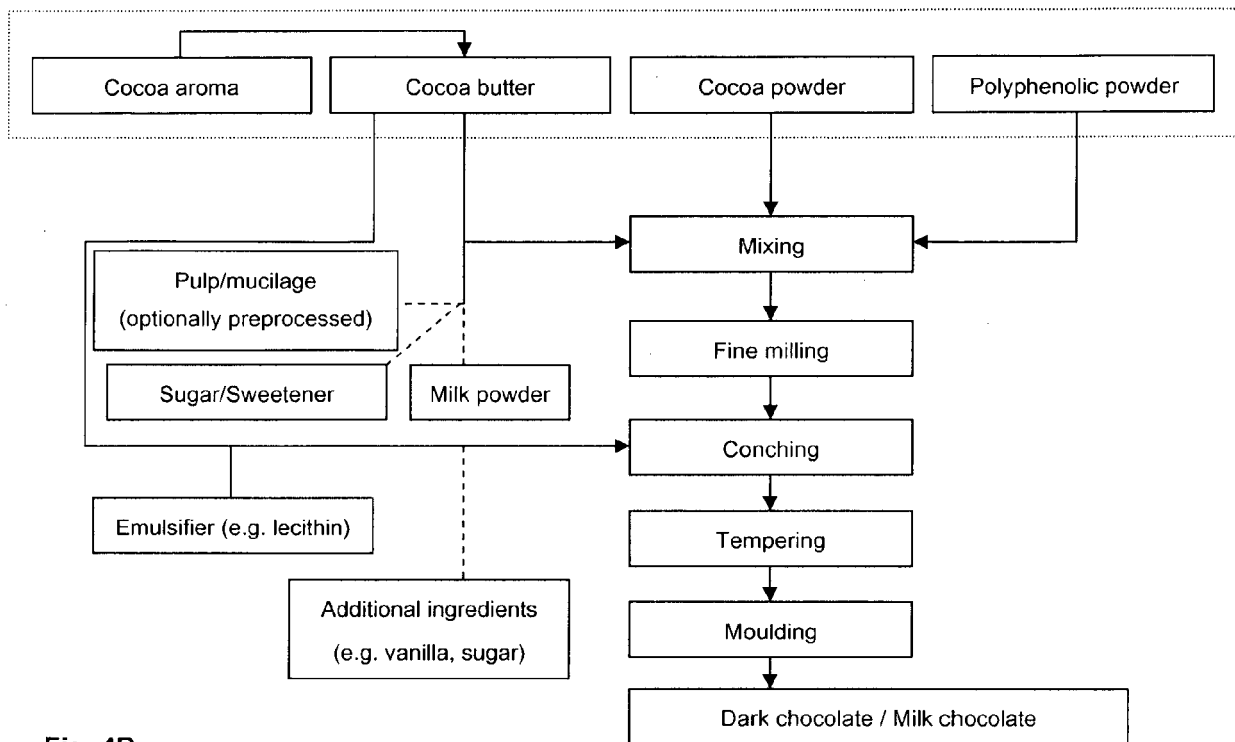 Cocoa aroma
Cocoa butter
Cocoa powder
Polyphenolic powder
Mixing
Pulp/mucilage
(optionally preprocessed)
Fine milling
Sugar/Sweetener
Milk powder
Conching
Emulsifier (e.g. lecithin)
Tempering
Additional ingredients
(e.g. vanilla, sugar)
Moulding
Dark chocolate / Milk chocolate